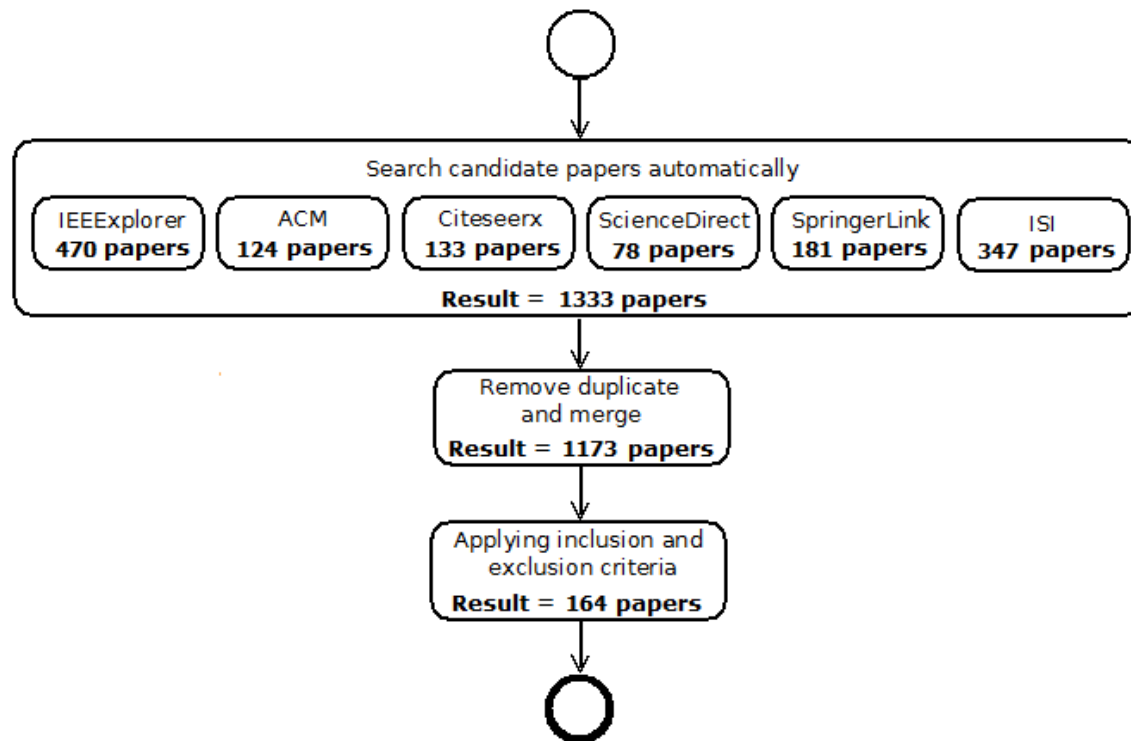 Search candidate papers automatically
IEEExplorer
470 papers
ACM
124 papers
Citeseerx
133 papers
ScienceDirect
78 papers
SpringerLink
181 papers
ISI
347 papers
Result = 1333 papers
Remove duplicate
and merge
Result = 1173 papers
Applying inclusion and
exclusion criteria
Result = 164 papers